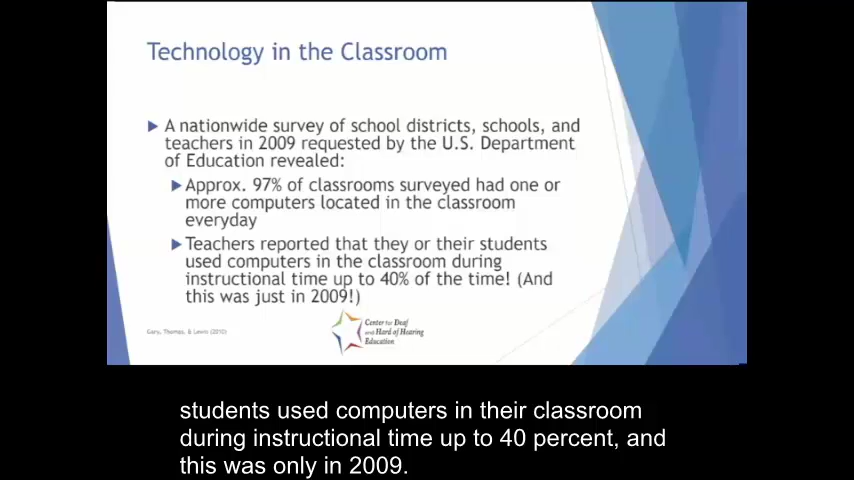 Technology in the Classroom
A nationwide survey of school districts, schools, and
teachers in 2009 requested by the U.S. Department
of Education revealed:
Approx. 97% of classrooms surveyed had one or
more computers located in the classroom
everyday
Teachers reported that they or their students
used computers in the classroom during
instructional time up to 40% of the time! (And
this was just in 2009!)
Gary, Thomas, & Lewis (2010)
Center for Deaf
and Hard of Hearing
Education
students used computers in their classroom
during instructional time up to 40 percent, and
this was only in 2009.